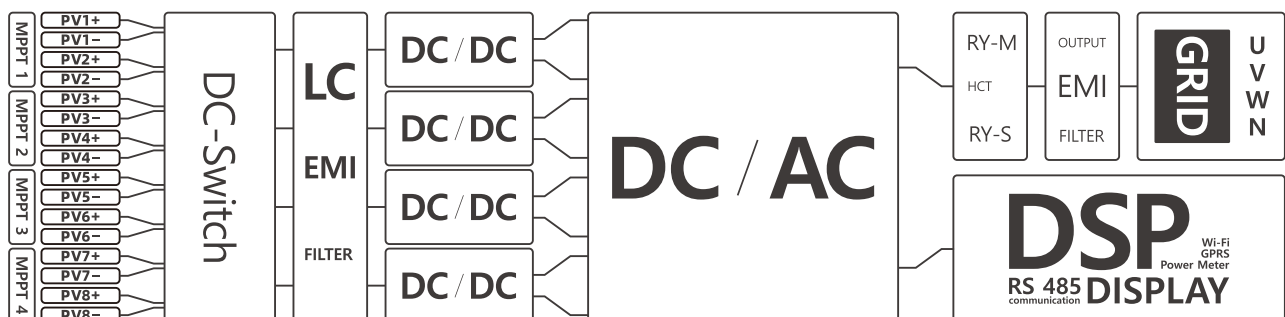 MPPT 1
PV1+
PV1-
PV2+
PV2-
MPPT 2
PV3+
PV3-
PV4+
PV4-
MPPT 3
PV5+
PV5-
PV6+
PV6-
MPPT 4
PV7+
PV7-
PV8+
PV8-
DC-Switch
LC
EMI
FILTER
DC / DC
DC / DC
DC / DC
DC / DC
DC / AC
RY-M
HCT
RY-S
OUTPUT
EMI
FILTER
GRID
U
V
W
N
DSP
Wi-Fi
GPRS
Power Meter
RS 485
communication
DISPLAY